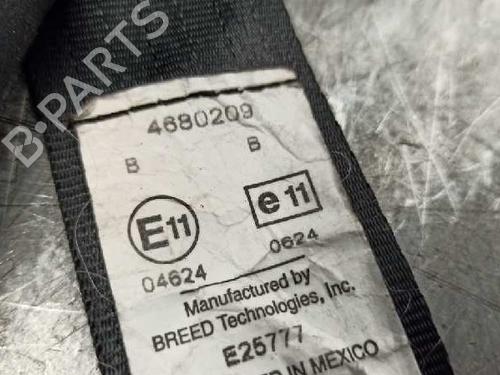 B-PARTS
4680209
B B
E11 e11
04624 0624
Manufactured by
BREED Technologies, Inc.
E25777
IN MEXICO